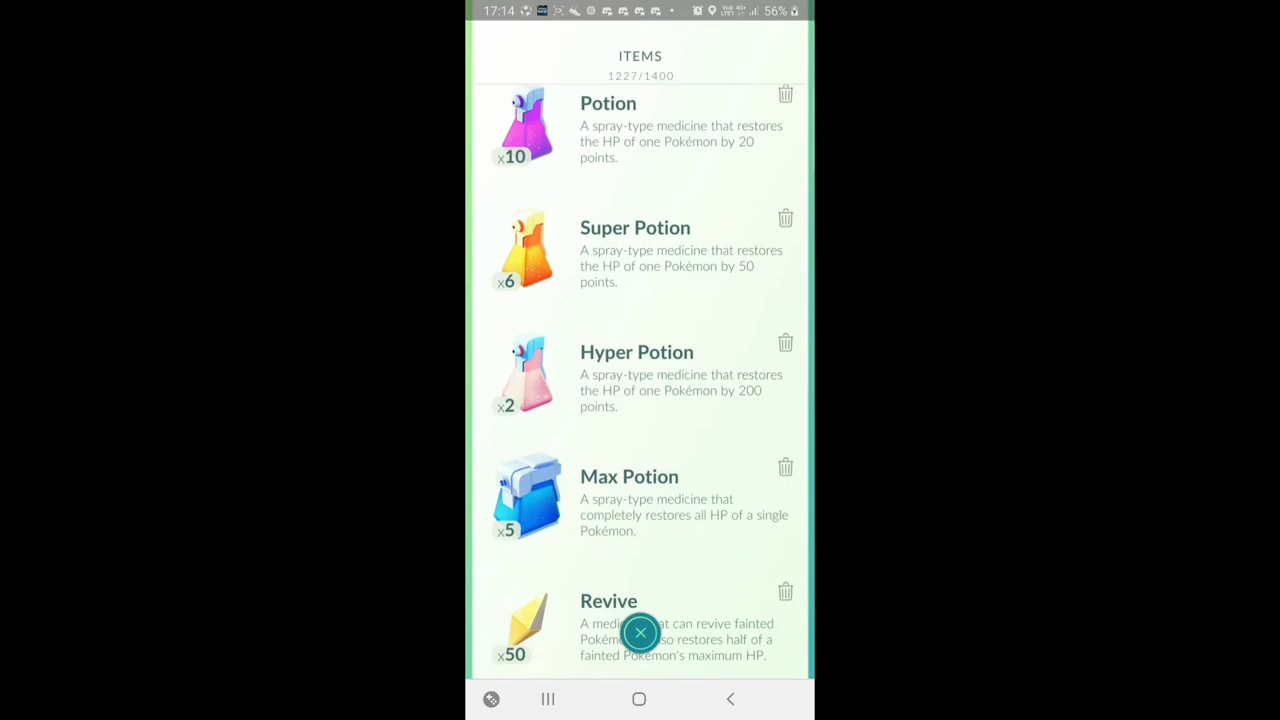 17:14
56%
ITEMS
1227/1400
Potion
A spray-type medicine that restores
the HP of one Pokémon by 20
points.
x10
Super Potion
A spray-type medicine that restores
the HP of one Pokémon by 50
points.
x6
Hyper Potion
A spray-type medicine that restores
the HP of one Pokémon by 200
points.
x2
Max Potion
A spray-type medicine that
completely restores all HP of a single
Pokémon.
x5
Revive
A can revive fainted
restores half of a
fainted Pokémon's maximum HP.
x50